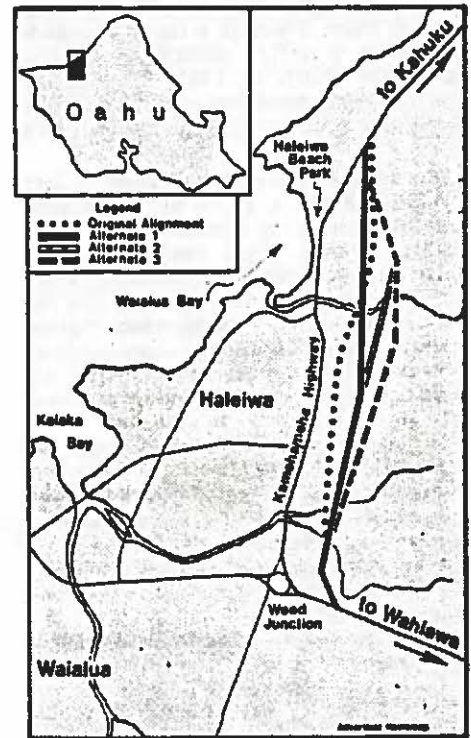 Oahu
to Kahuku
Haleiwa
Beach
Park
Legend
Original Alignment
Alternate 1
Alternate 2
Alternate 3
Waialua Bay
Kamehameha Highway
Haleiwa
Kaiaka
Bay
Weed
Junction
to Wahiawa
Waialua
Advertiser